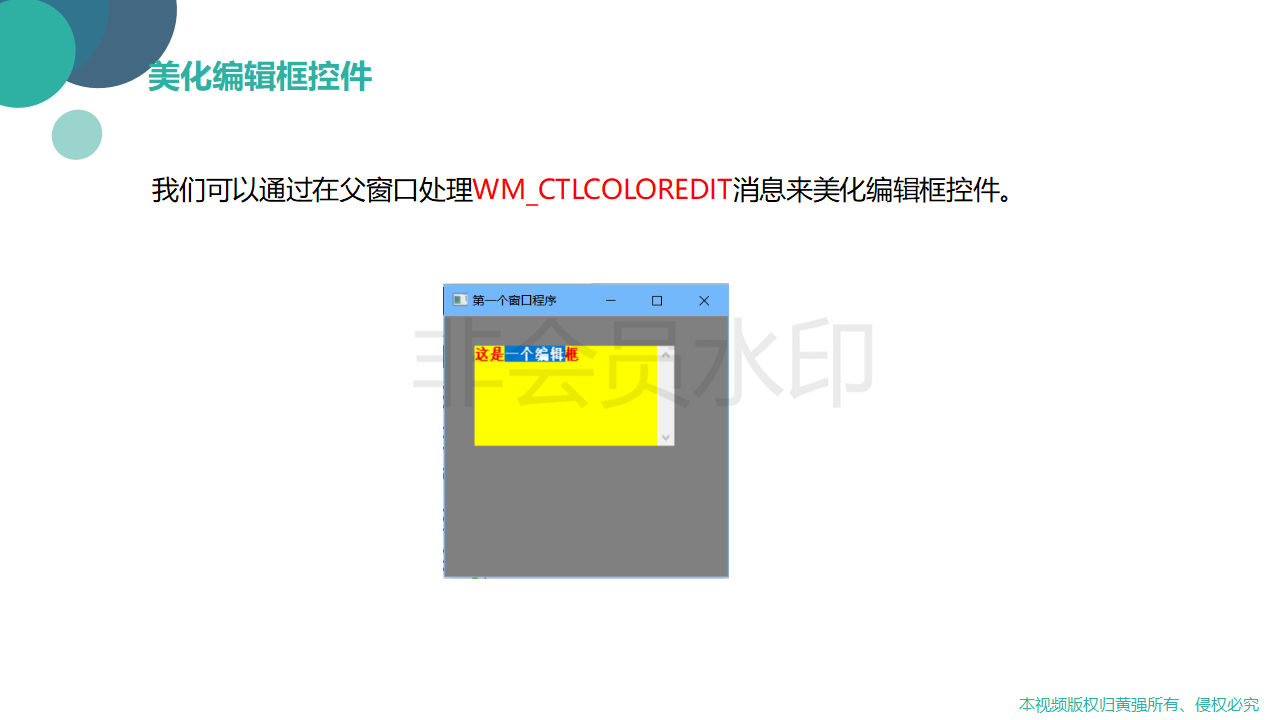 美化编辑框控件
我们可以通过在父窗口处理WM_CTLCOLOREDIT消息来美化编辑框控件。
第一个窗口程序
这是一个编辑框
非会员水印
本视频版权归黄强所有、侵权必究